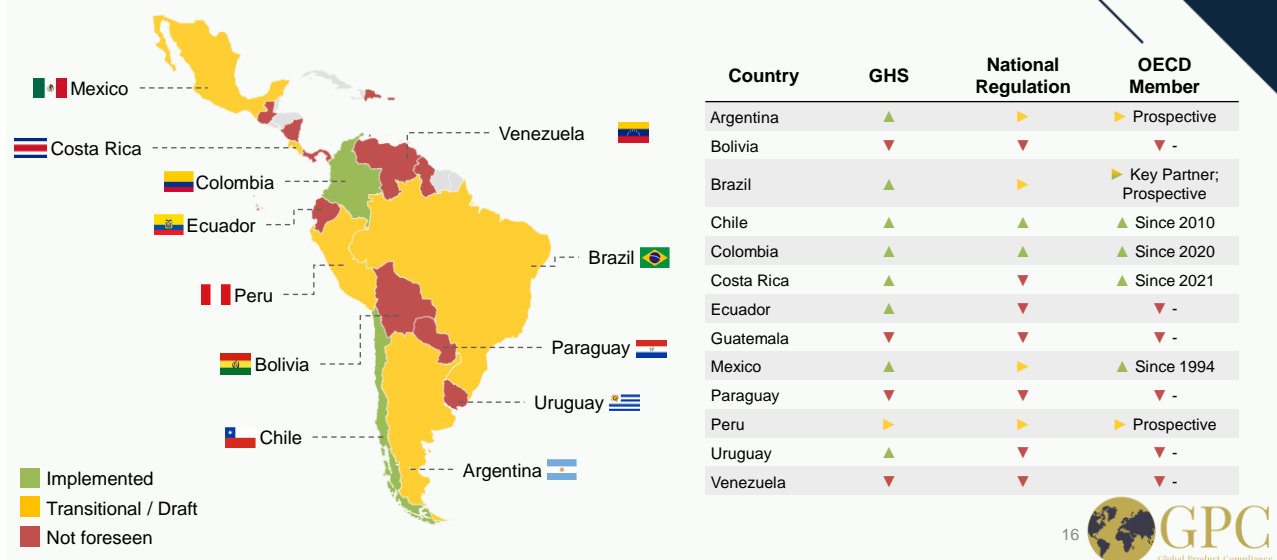 Mexico
Costa Rica
Colombia
Ecuador
Peru
Bolivia
Chile
Venezuela
Brazil
Paraguay
Uruguay
Argentina
Implemented
Transitional / Draft
Not foreseen
Country GHS National Regulation OECD Member
Argentina ▲ ► ► Prospective
Bolivia ▼ ▼ ▼ -
Brazil ▲ ► ► Key Partner;
Prospective
Chile ▲ ▲ ▲ Since 2010
Colombia ▲ ▲ ▲ Since 2020
Costa Rica ▲ ▼ ▲ Since 2021
Ecuador ▲ ▼ ▼ -
Guatemala ▼ ▼ ▼ -
Mexico ▲ ► ▲ Since 1994
Paraguay ▼ ▼ ▼ -
Peru ► ► ► Prospective
Uruguay ▲ ▼ ▼ -
Venezuela ▼ ▼ ▼ -
16
GPC
Global Product Compliance